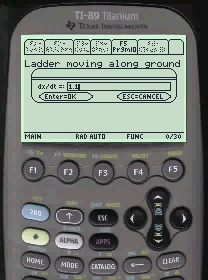 TI-89 Titanium
TEXAS INSTRUMENTS
F5
PrgmIO
Ladder moving along ground
dx/dt =: 1.1
Enter=OK ESC=CANCEL
MAIN RAD AUTO FUNC 0/30
F1 F2 F3 F4 F5
2ND ESC
ALPHA APPS
HOME MODE CATALOG CLEAR